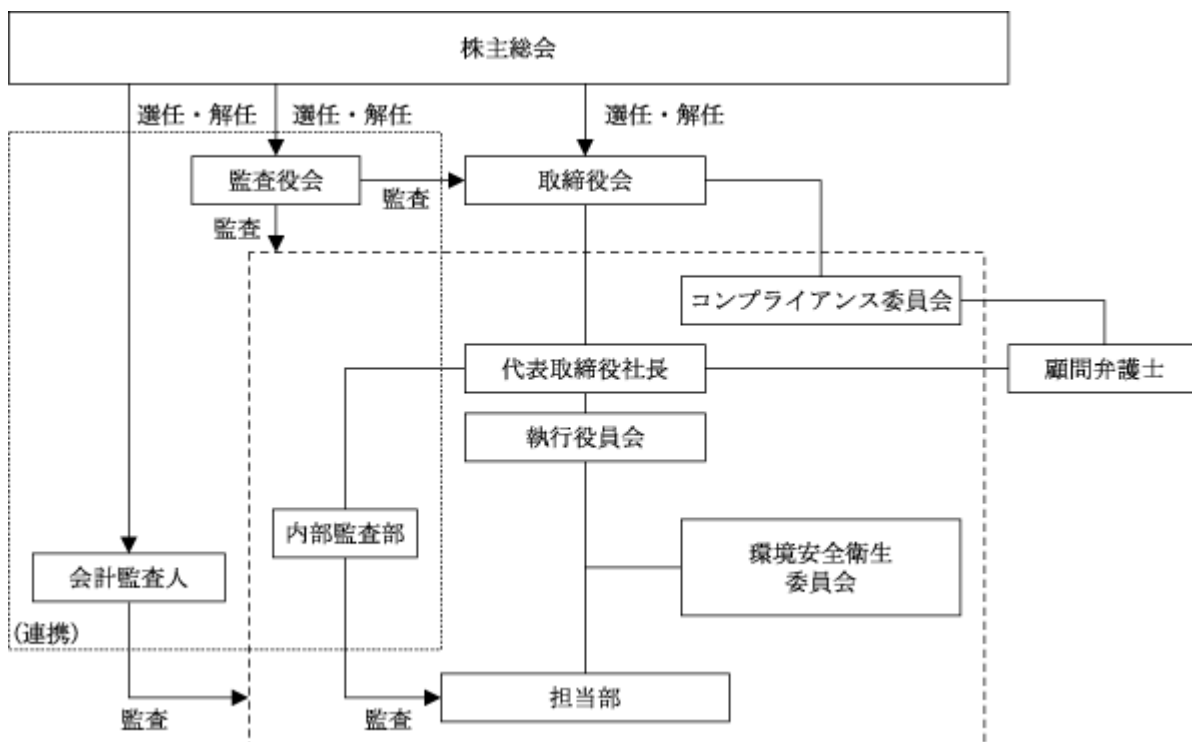 株主総会
選任・解任
選任・解任
選任・解任
監査役会
監査
取締役会
監査
コンプライアンス委員会
代表取締役社長
顧問弁護士
執行役員会
内部監査部
環境安全衛生
委員会
会計監査人
(連携)
担当部
監査
監査